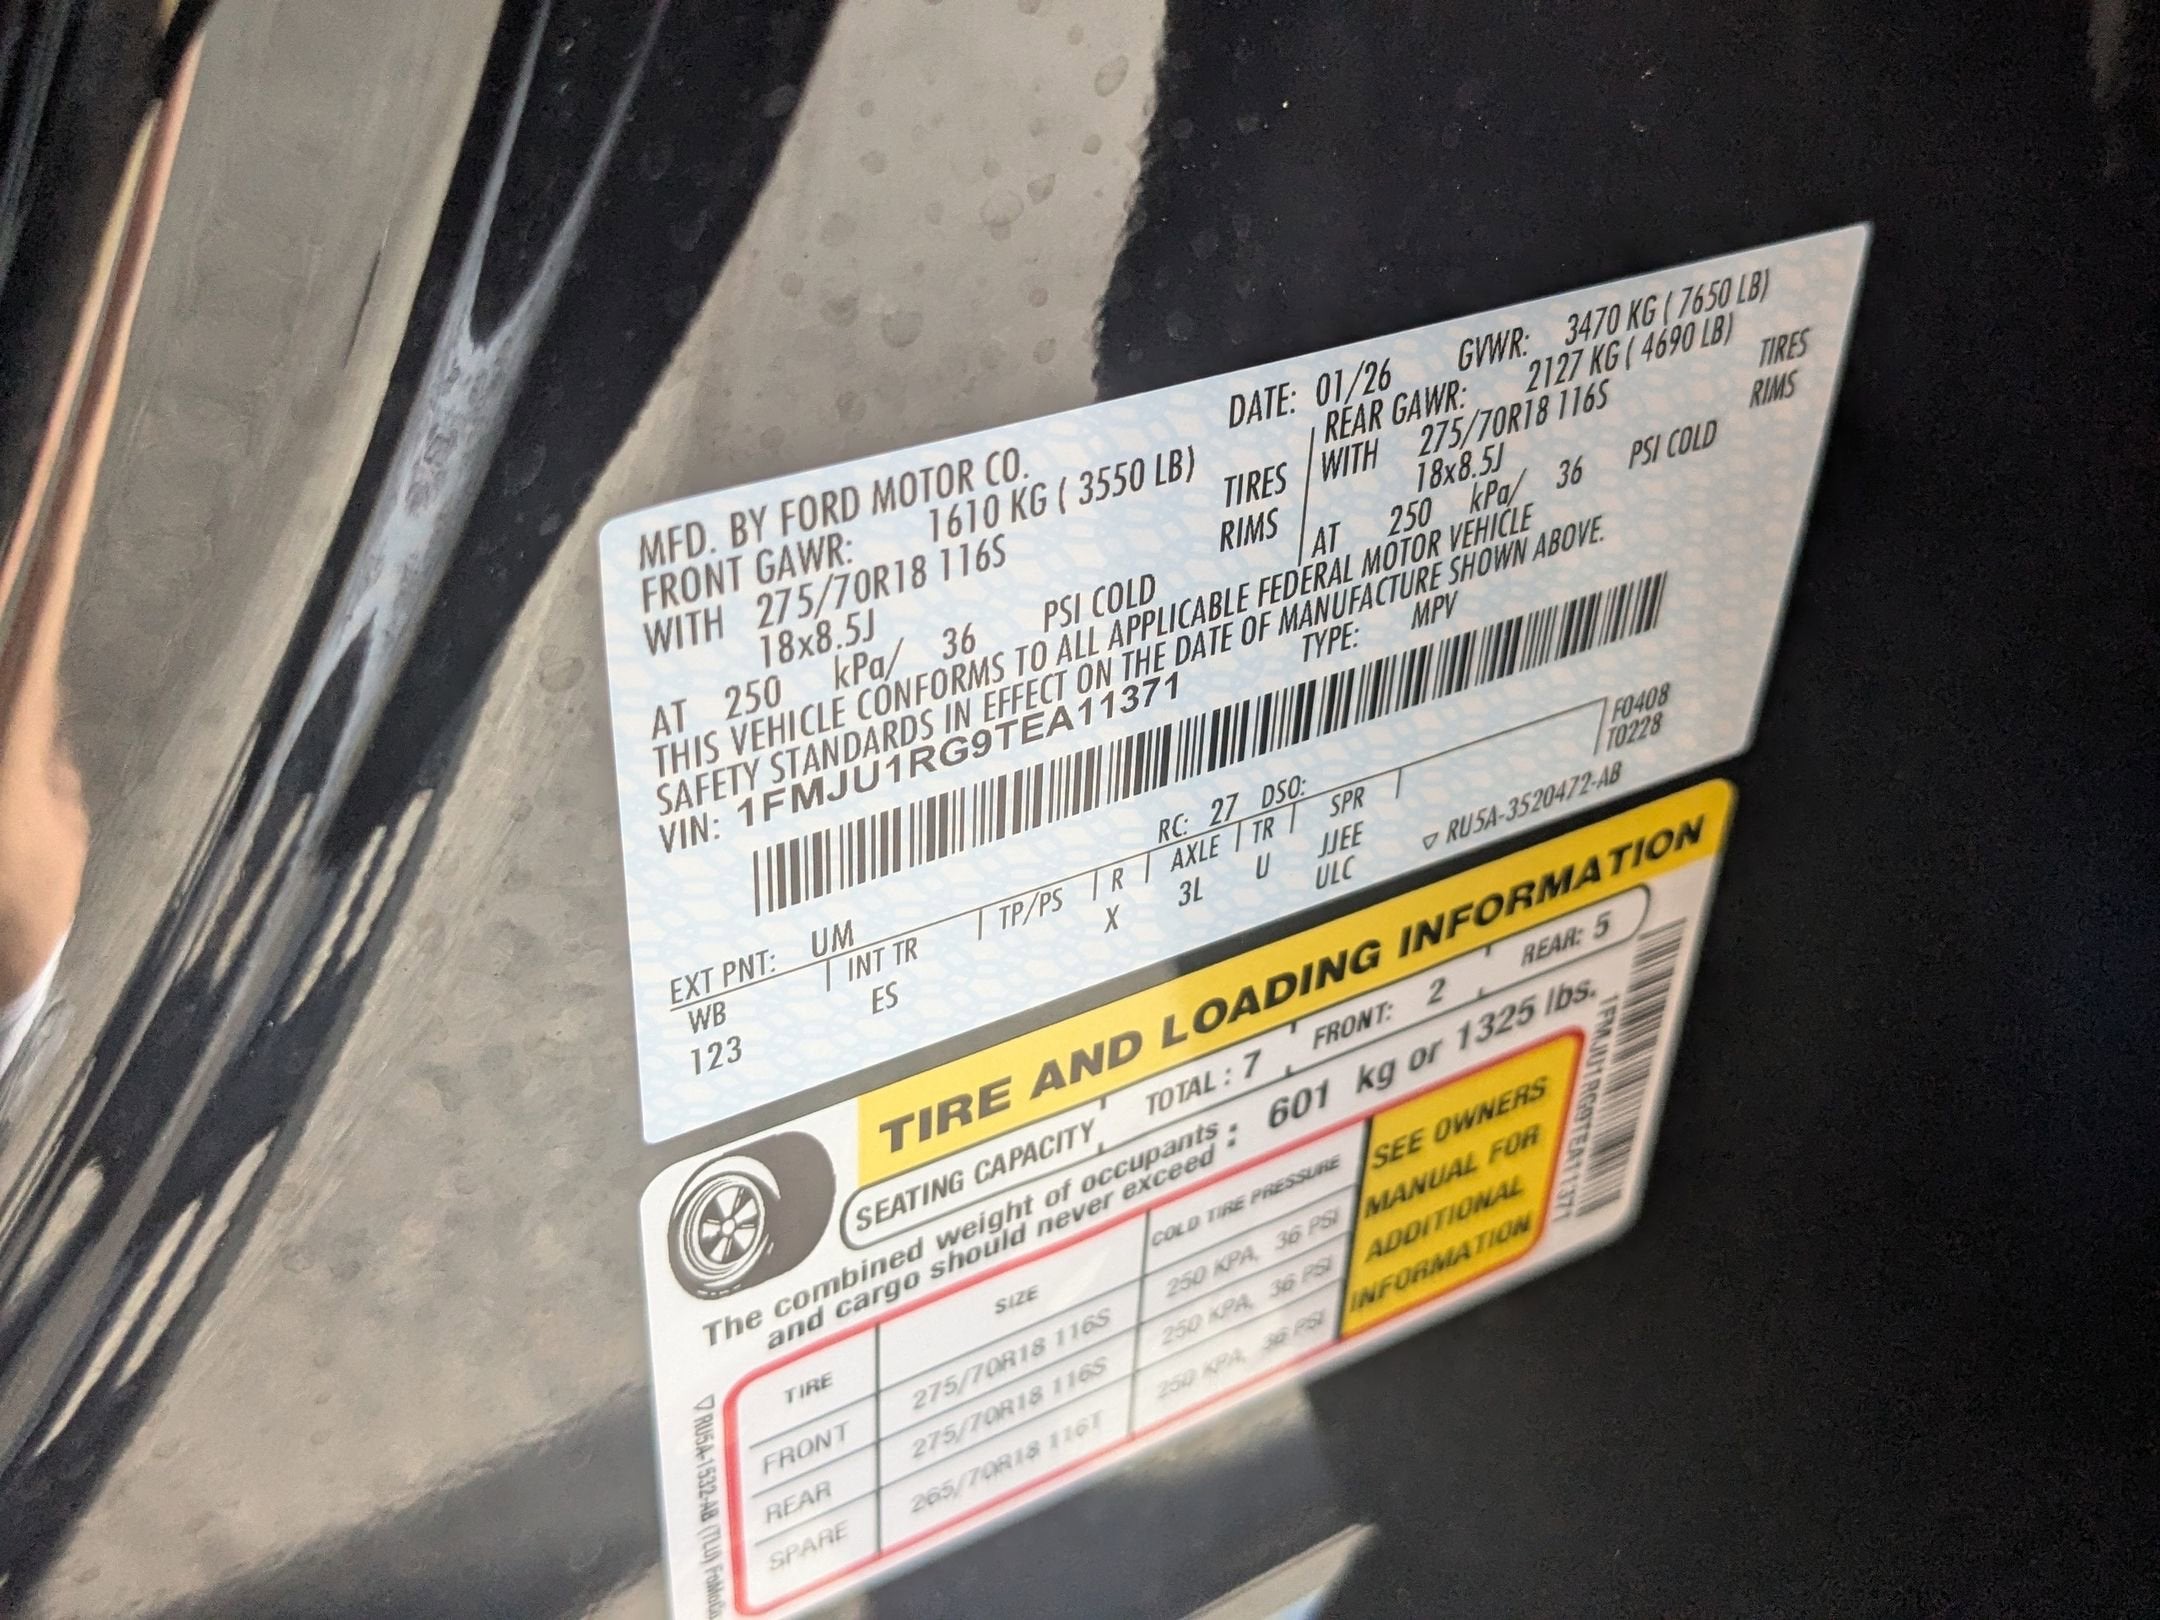 MFD. BY FORD MOTOR CO.
DATE: 01/26 GVWR: 3470 KG ( 7650 LB)
FRONT GAWR: 1610 KG ( 3550 LB) REAR GAWR: 2127 KG ( 4690 LB)
WITH 275/70R18 116S TIRES WITH 275/70R18 116S TIRES
18x8.5J RIMS 18x8.5J RIMS
AT 250 kPa/ 36 PSI COLD AT 250 kPa/ 36 PSI COLD
THIS VEHICLE CONFORMS TO ALL APPLICABLE FEDERAL MOTOR VEHICLE
SAFETY STANDARDS IN EFFECT ON THE DATE OF MANUFACTURE SHOWN ABOVE.
VIN: 1FMJU1RG9TEA11371 TYPE: MPV
F0408
T0228
EXT PNT: UM RC: 27 DSO:
WB INT TR TP/PS R AXLE TR SPR
123 ES X 3L U JJEE
ULC
▽ RU5A-3520472-AB
TIRE AND LOADING INFORMATION
SEATING CAPACITY TOTAL : 7 FRONT: 2 REAR: 5
The combined weight of occupants
and cargo should never exceed : 601 kg or 1325 lbs.
TIRE SIZE COLD TIRE PRESSURE
FRONT 275/70R18 116S 250 KPA, 36 PSI
REAR 275/70R18 116S 250 KPA, 36 PSI
SPARE 265/70R18 116T 250 KPA, 36 PSI
SEE OWNERS
MANUAL FOR
ADDITIONAL
INFORMATION
1FMJU1RG9TEA11371
▽ RU5A-1532-AB (TLU) FoMoCo